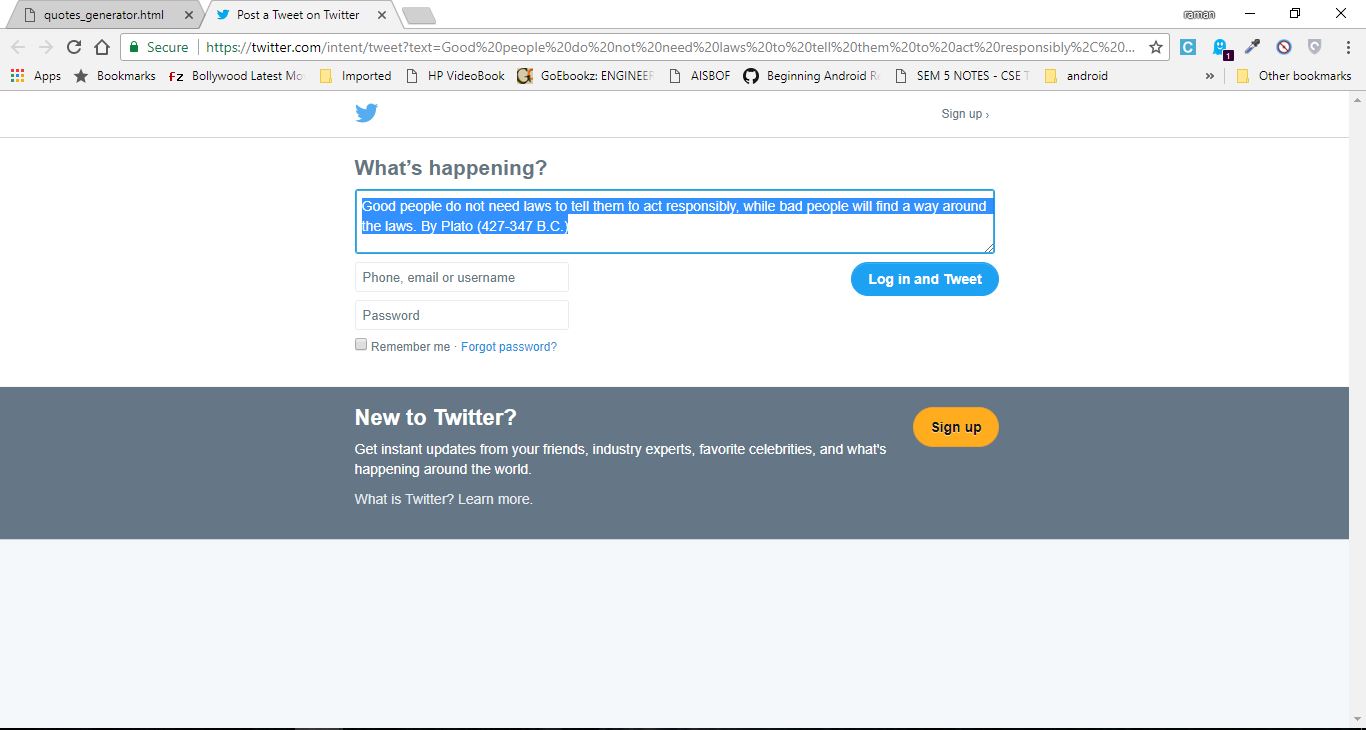 quotes_generator.html
Post a Tweet on Twitter
raman
Secure
https://twitter.com/intent/tweet?text=Good%20people%20do%20not%20need%20laws%20to%20tell%20them%20to%20act%20responsibly%2C%20...
Apps
Bookmarks
fz Bollywood Latest Mo
Imported
HP VideoBook
GoEbookz: ENGINEER
AISBOF
Beginning Android Re
SEM 5 NOTES - CSE T
android
»
Other bookmarks
Sign up ›
What's happening?
Good people do not need laws to tell them to act responsibly, while bad people will find a way around
the laws. By Plato (427-347 B.C.)
Phone, email or username
Log in and Tweet
Password
Remember me · Forgot password?
New to Twitter?
Sign up
Get instant updates from your friends, industry experts, favorite celebrities, and what's
happening around the world.
What is Twitter? Learn more.